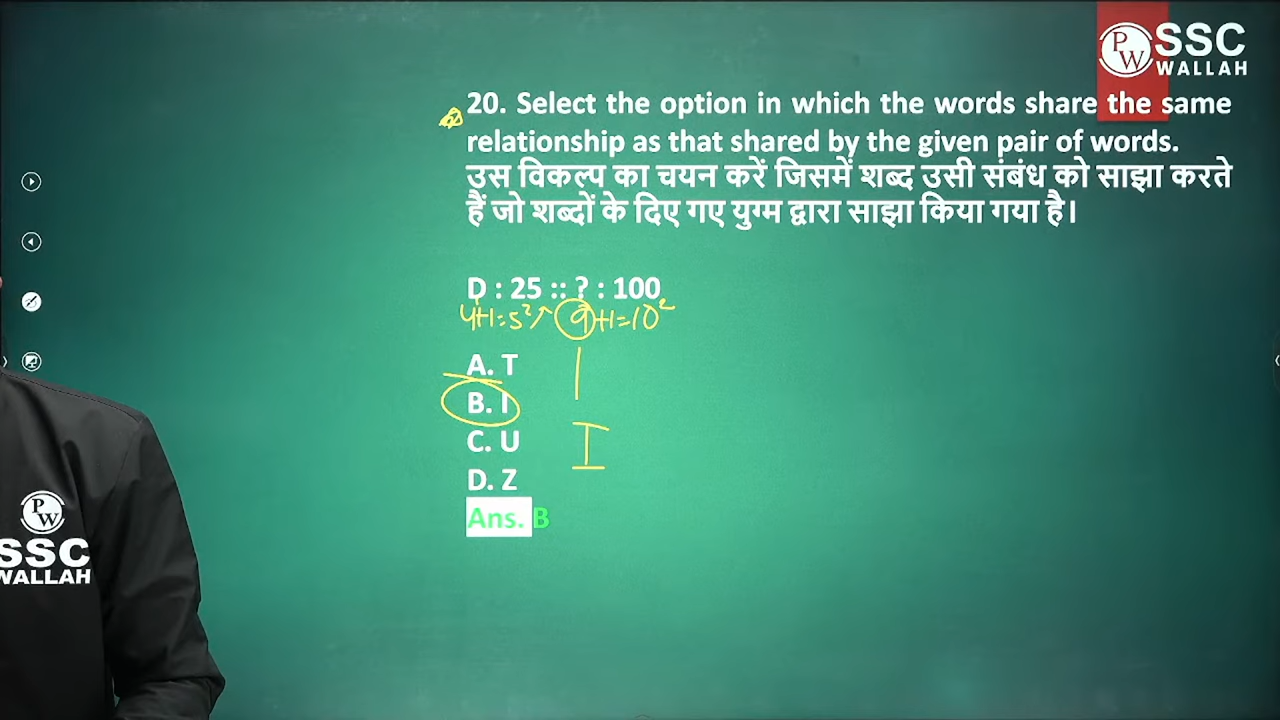 PW SSC
WALLAH
20. Select the option in which the words share the same
relationship as that shared by the given pair of words.
उस विकल्प का चयन करें जिसमें शब्द उसी संबंध को साझा करते
हैं जो शब्दों के दिए गए युग्म द्वारा साझा किया गया है।
D : 25 :: ? : 100
4+1=5² 9+1=10²
A. T
B. I
C. U
D. Z
I
Ans. B
PW
SSC
WALLAH